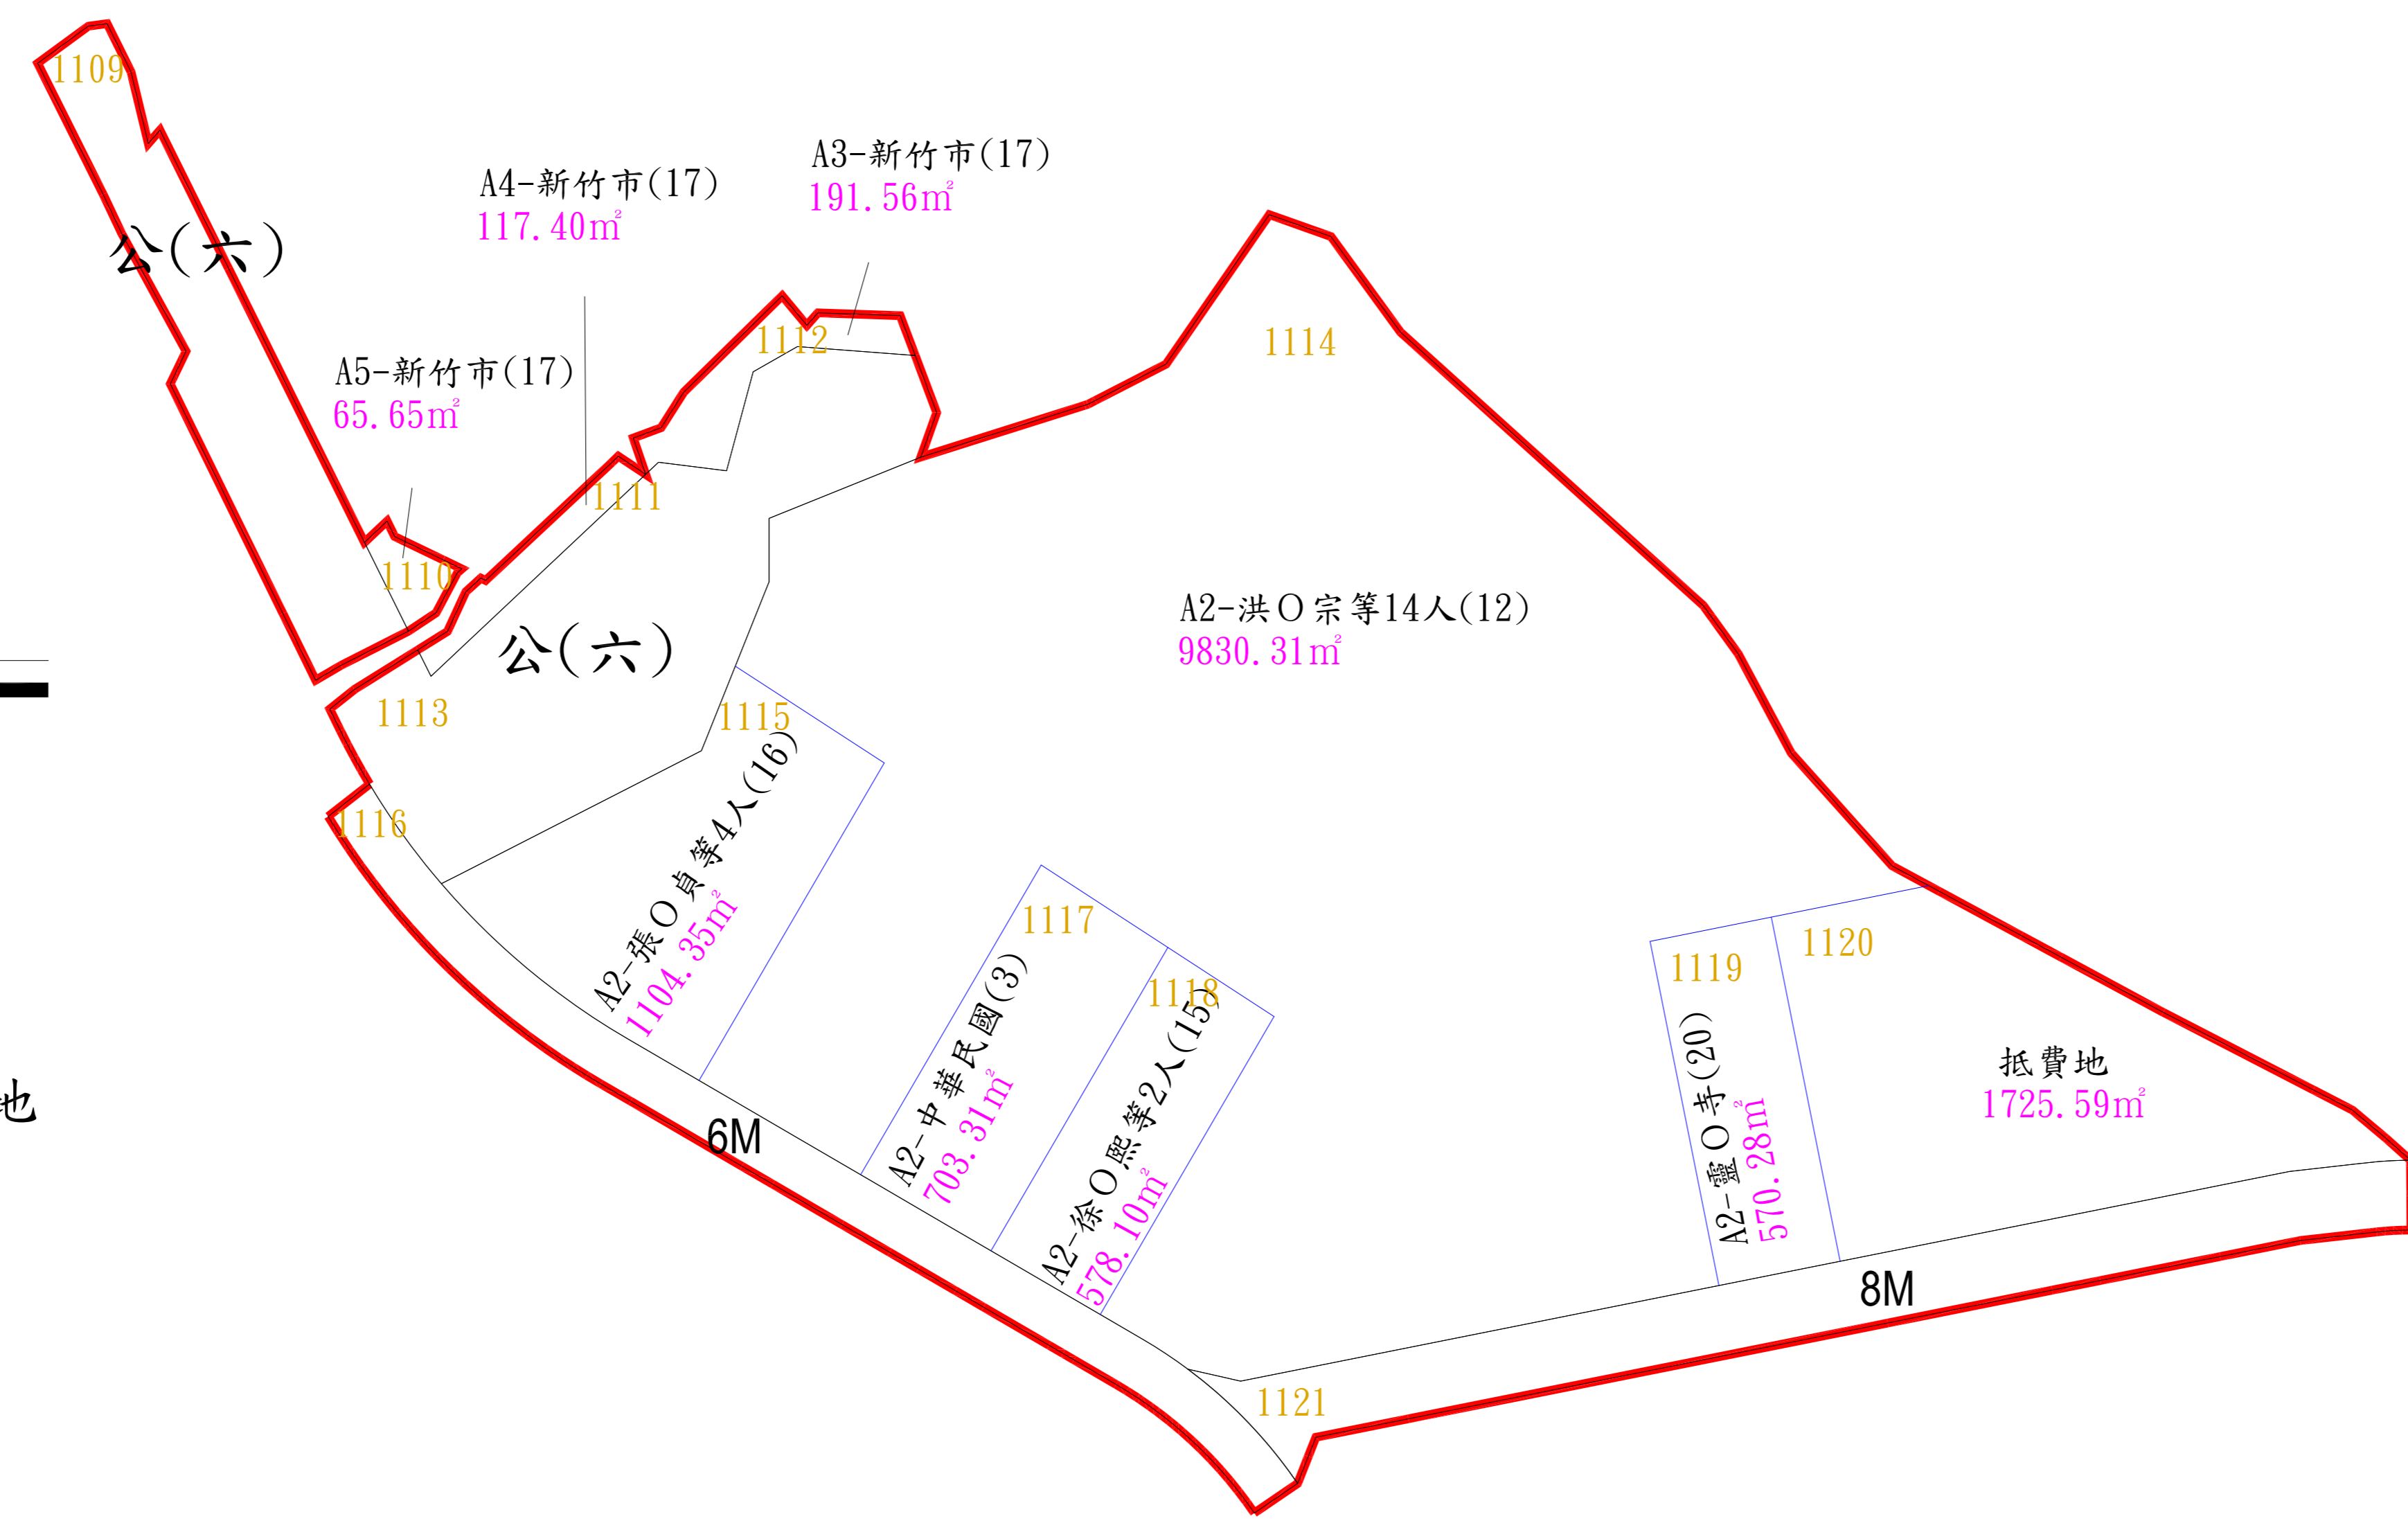 1109
公(六)
A4-新竹市(17)
117.40㎡
A3-新竹市(17)
191.56㎡
A5-新竹市(17)
65.65㎡
1112
1114
1111
1110
公(六)
A2-洪O宗等14人(12)
9830.31㎡
1113
1115
1116
A2-張O貞等4人(16)
1104.35㎡
1117
A2-中華民國(3)
703.31㎡
1118
A2-徐O熙等2人(15)
578.10㎡
1119
A2-靈O寺(20)
570.28㎡
1120
抵費地
1725.59㎡
地
6M
8M
1121